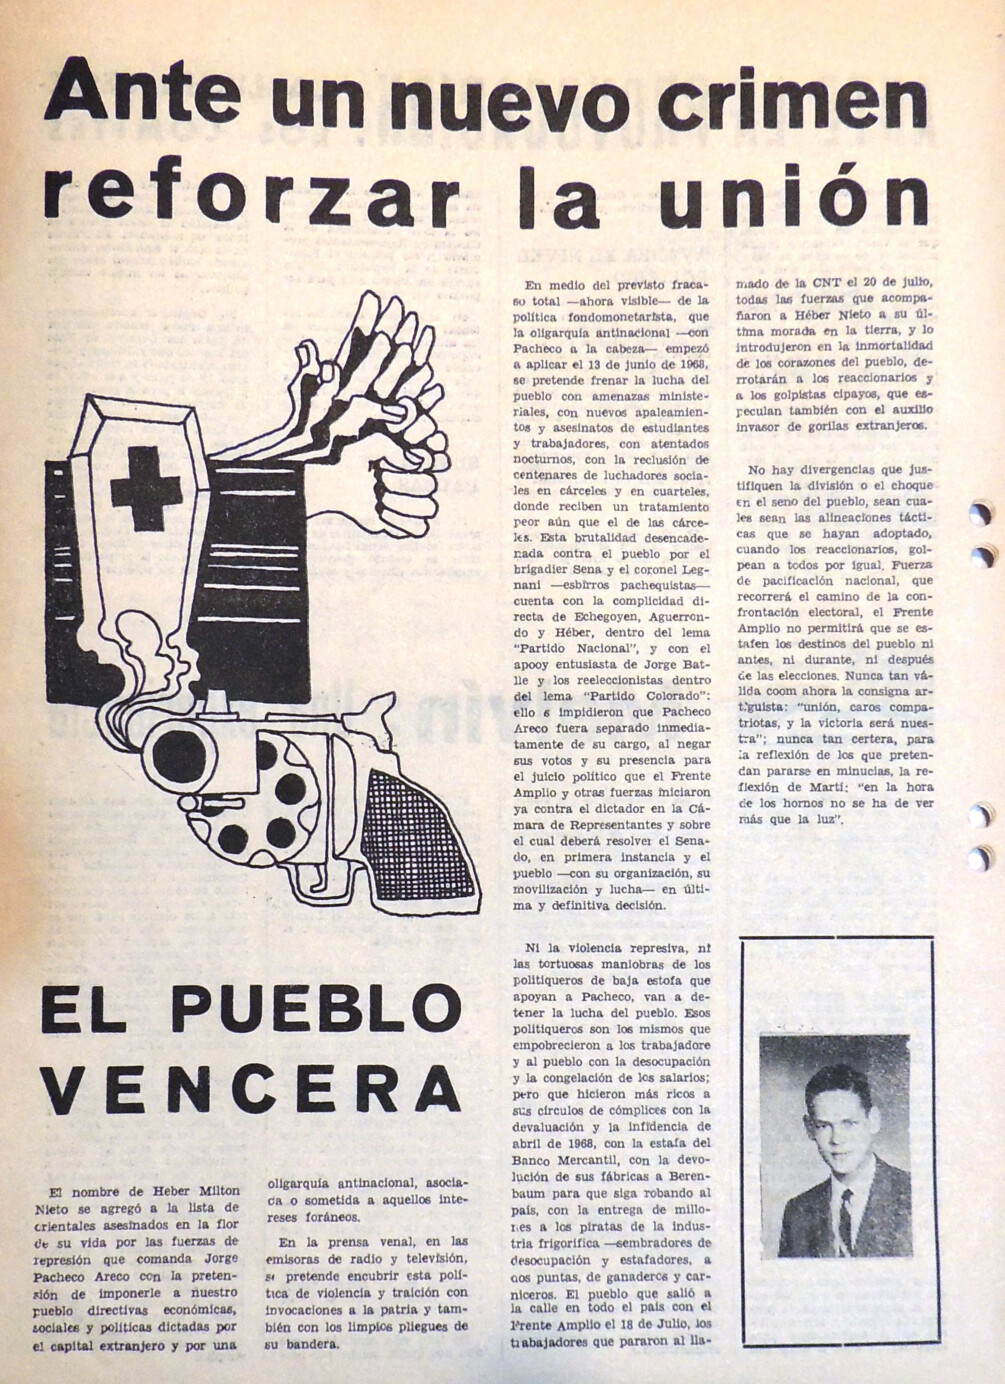 Ante un nuevo crimen
reforzar la unión
EL PUEBLO
VENCERA
El nombre de Heber Milton
Nieto se agregó a la lista de
orientales asesinados en la flor
de su vida por las fuerzas de
represión que comanda Jorge
Pacheco Areco con la preten-
sión de imponerle a nuestro
pueblo directivas económicas,
sociales y políticas dictadas por
el capital extranjero y por una
oligarquía antinacional, asocia-
da o sometida a aquellos inte-
reses foráneos.
En la prensa venal, en las
emisoras de radio y televisión,
se pretende encubrir esta polí-
tica de violencia y traición con
invocaciones a la patria y tam-
bién con los limpios pliegues de
su bandera.
En medio del previsto fraca-
so total —ahora visible— de la
política fondomonetarista, que
la oligarquía antinacional —con
Pacheco a la cabeza— empezó
a aplicar el 13 de junio de 1968,
se pretende frenar la lucha del
pueblo con amenazas ministe-
riales, con nuevos apaleamien-
tos y asesinatos de estudiantes
y trabajadores, con atentados
nocturnos, con la reclusión de
centenares de luchadores socia-
les en cárceles y en cuarteles,
donde reciben un tratamiento
peor aún que el de las cárce-
les. Esta brutalidad desencade-
nada contra el pueblo por el
brigadier Sena y el coronel Leg-
nani —esbirros pachequistas—
cuenta con la complicidad di-
recta de Echegoyen, Aguerron-
do y Héber, dentro del lema
"Partido Nacional", y con el
apooy entusiasta de Jorge Bat-
lle y los reeleccionistas dentro
del lema "Partido Colorado":
ello s impidieron que Pacheco
Areco fuera separado inmedia-
tamente de su cargo, al negar
sus votos y su presencia para
el juicio político que el Frente
Amplio y otras fuerzas iniciaron
ya contra el dictador en la Cá-
mara de Representantes y sobre
el cual deberá resolver el Sena-
do, en primera instancia y el
pueblo —con su organización, su
movilización y lucha— en últi-
ma y definitiva decisión.
Ni la violencia represiva, ni
las tortuosas maniobras de los
politiqueros de baja estofa que
apoyan a Pacheco, van a de-
tener la lucha del pueblo. Esos
politiqueros son los mismos que
empobrecieron a los trabajadore
y al pueblo con la desocupación
y la congelación de los salarios;
pero que hicieron más ricos a
sus círculos de cómplices con la
devaluación y la infidencia de
abril de 1968, con la estafa del
Banco Mercantil, con la devo-
lución de sus fábricas a Beren-
baum para que siga robando al
país, con la entrega de millo-
nes a los piratas de la indus-
tria frigorífica —sembradores de
desocupación y estafadores, a
dos puntas, de ganaderos y car-
niceros. El pueblo que salió a
la calle en todo el país con el
Frente Amplio el 18 de Julio, los
trabajadores que pararon al lla-
mado de la CNT el 20 de julio,
todas las fuerzas que acompa-
ñaron a Héber Nieto a su úl-
tima morada en la tierra, y lo
introdujeron en la inmortalidad
de los corazones del pueblo, de-
rrotarán a los reaccionarios y
a los golpistas cipayos, que es-
peculan también con el auxilio
invasor de gorilas extranjeros.
No hay divergencias que jus-
tifiquen la división o el choque
en el seno del pueblo, sean cua-
les sean las alineaciones tácti-
cas que se hayan adoptado,
cuando los reaccionarios, gol-
pean a todos por igual. Fuerza
de pacificación nacional, que
recorrerá el camino de la con-
frontación electoral, el Frente
Amplio no permitirá que se es-
tafen los destinos del pueblo ni
antes, ni durante, ni después
de las elecciones. Nunca tan vá-
lida coom ahora la consigna ar-
tiguista: "unión, caros compa-
triotas, y la victoria será nues-
tra"; nunca tan certera, para
la reflexión de los que preten-
dan pararse en minucias, la re-
flexión de Martí: "en la hora
de los hornos no se ha de ver
más que la luz".